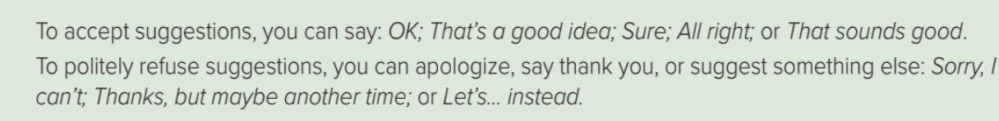 To accept suggestions, you can say: OK; That's a good idea; Sure; All right; or That sounds good.
To politely refuse suggestions, you can apologize, say thank you, or suggest something else: Sorry, I
can't; Thanks, but maybe another time; or Let's... instead.